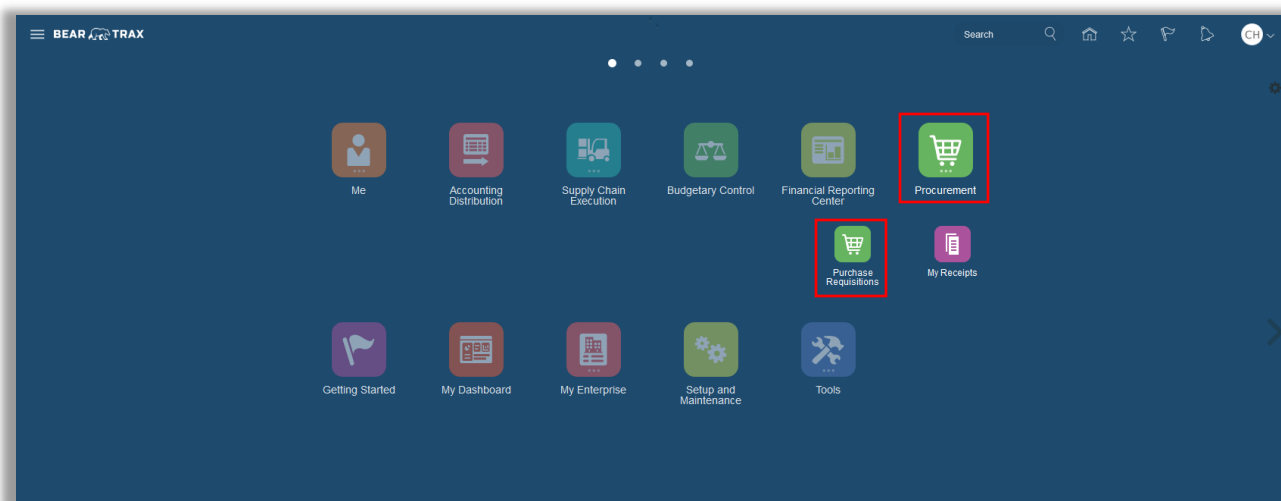 BEAR TRAX
Search
CH
Me
Accounting
Distribution
Supply Chain
Execution
Budgetary Control
Financial Reporting
Center
Procurement
Purchase
Requisitions
My Receipts
Getting Started
My Dashboard
My Enterprise
Setup and
Maintenance
Tools